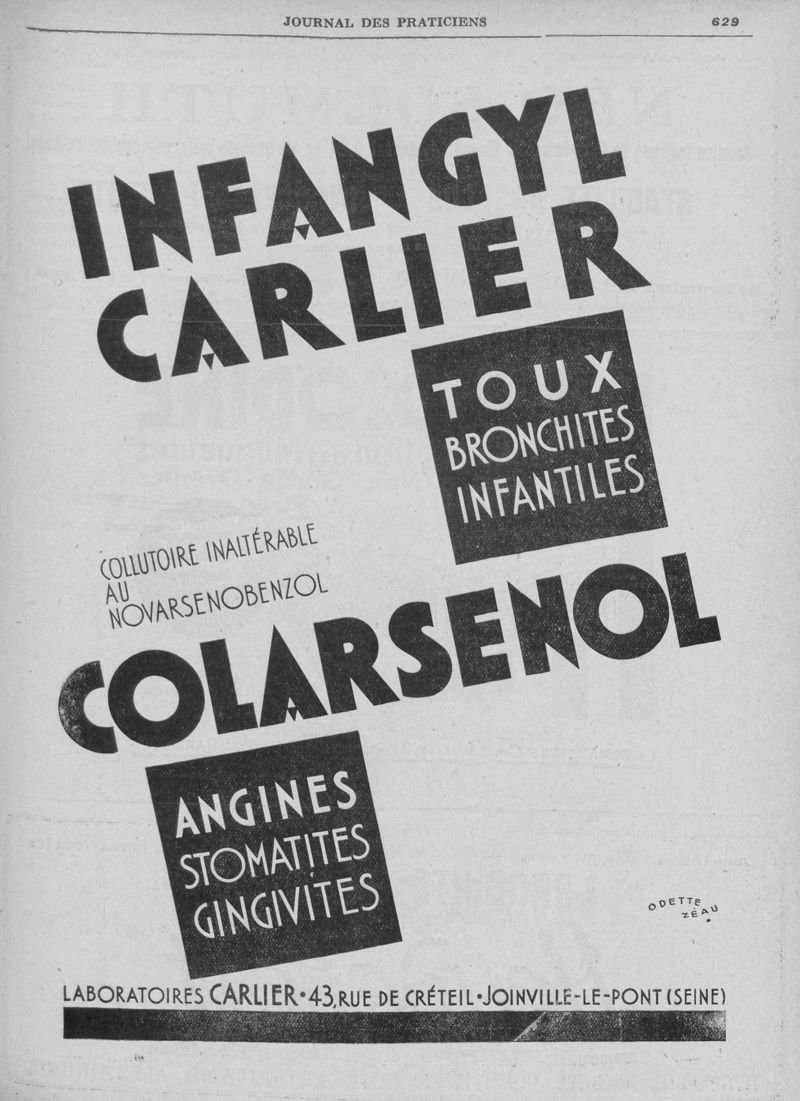 JOURNAL DES PRATICIENS 629
INFANGYL
CARLIER
TOUX
BRONCHITES
INFANTILES
COLLUTOIRE INALTÉRABLE
AU
NOVARSENOBENZOL
COLARSENOL
ANGINES
STOMATITES
GINGIVITES
ODETTE
ZÉAU
LABORATOIRES CARLIER • 43, RUE DE CRÉTEIL • JOINVILLE-LE-PONT (SEINE)